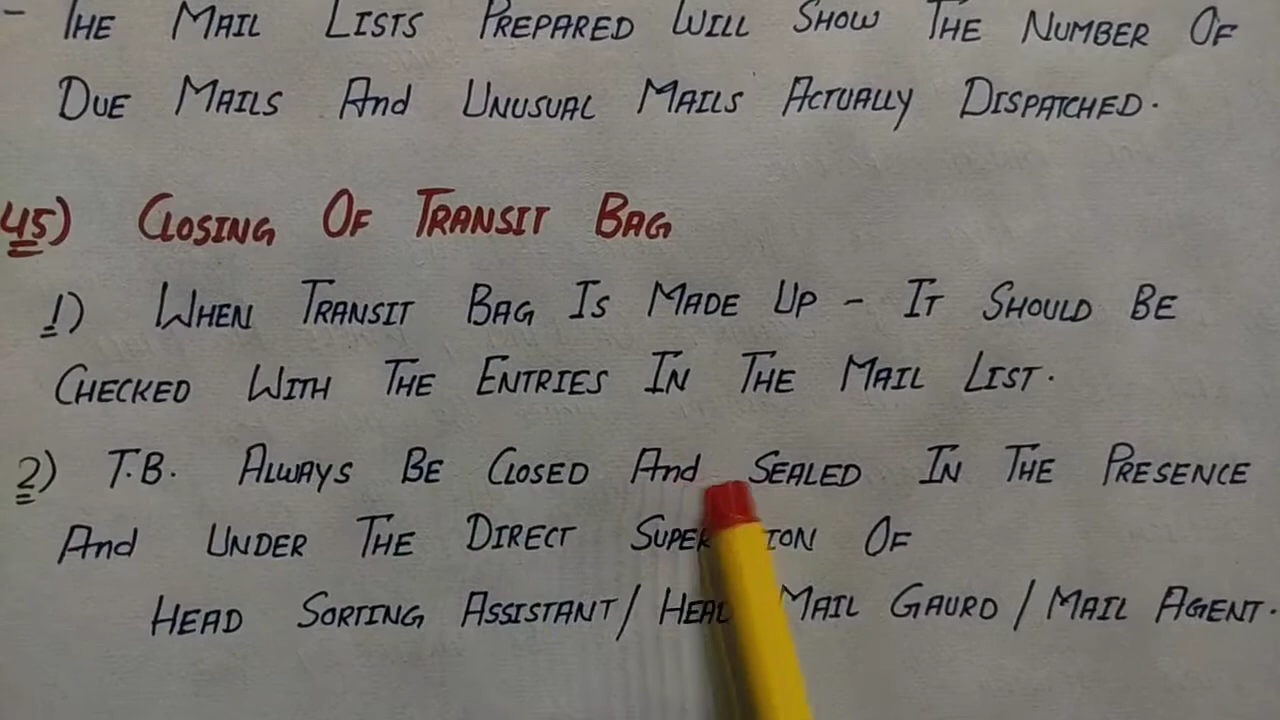 - THE MAIL LISTS PREPARED WILL SHOW THE NUMBER OF
DUE MAILS And UNUSUAL MAILS ACTUALLY DISPATCHED.
45) CLOSING OF TRANSIT BAG
1) WHEN TRANSIT BAG IS MADE UP - IT SHOULD BE
CHECKED WITH THE ENTRIES IN THE MAIL LIST.
2) T.B. ALWAYS BE CLOSED And SEALED IN THE PRESENCE
And UNDER THE DIRECT OF
HEAD SORTING ASSISTANT/ MAIL GAURD / MAIL AGENT.